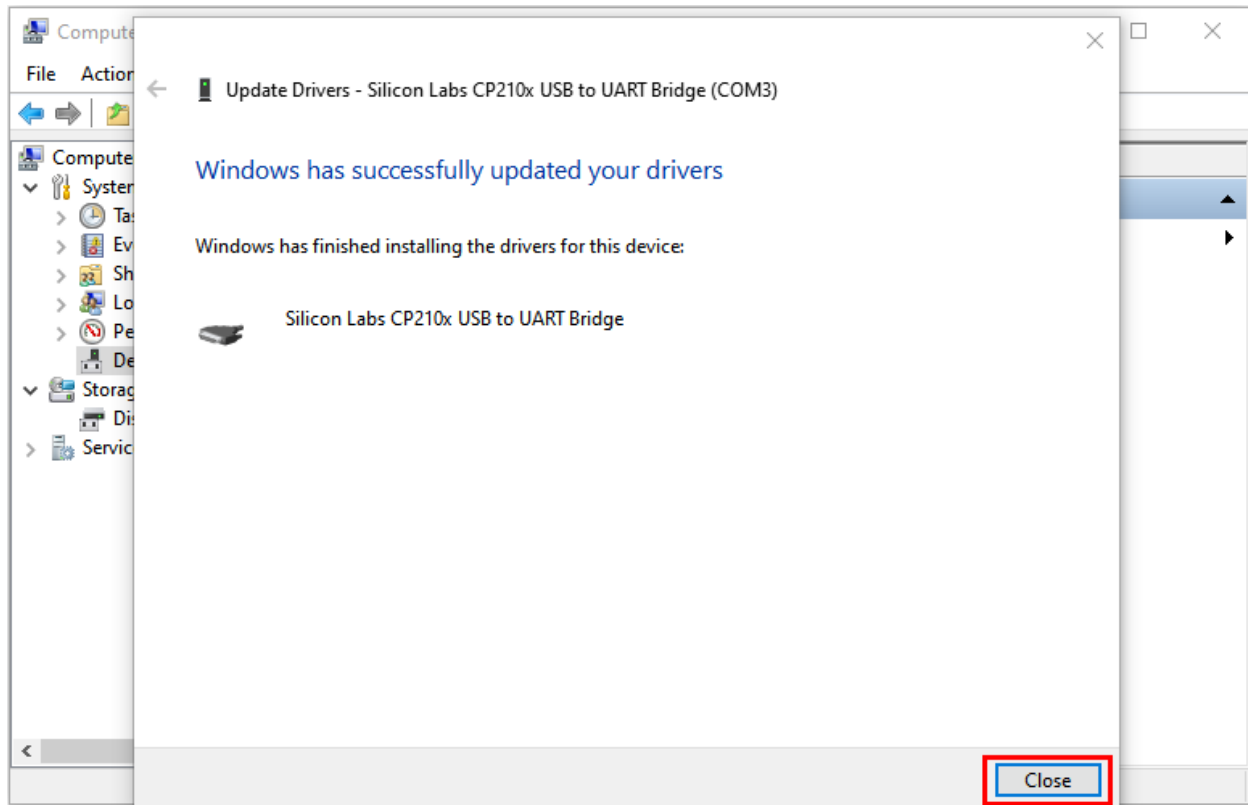 Compute
File Action
Update Drivers - Silicon Labs CP210x USB to UART Bridge (COM3)
Windows has successfully updated your drivers
Windows has finished installing the drivers for this device:
Silicon Labs CP210x USB to UART Bridge
Compute
System
Ta
Ev
Sh
Lo
Pe
De
Storag
Di
Servic
Close